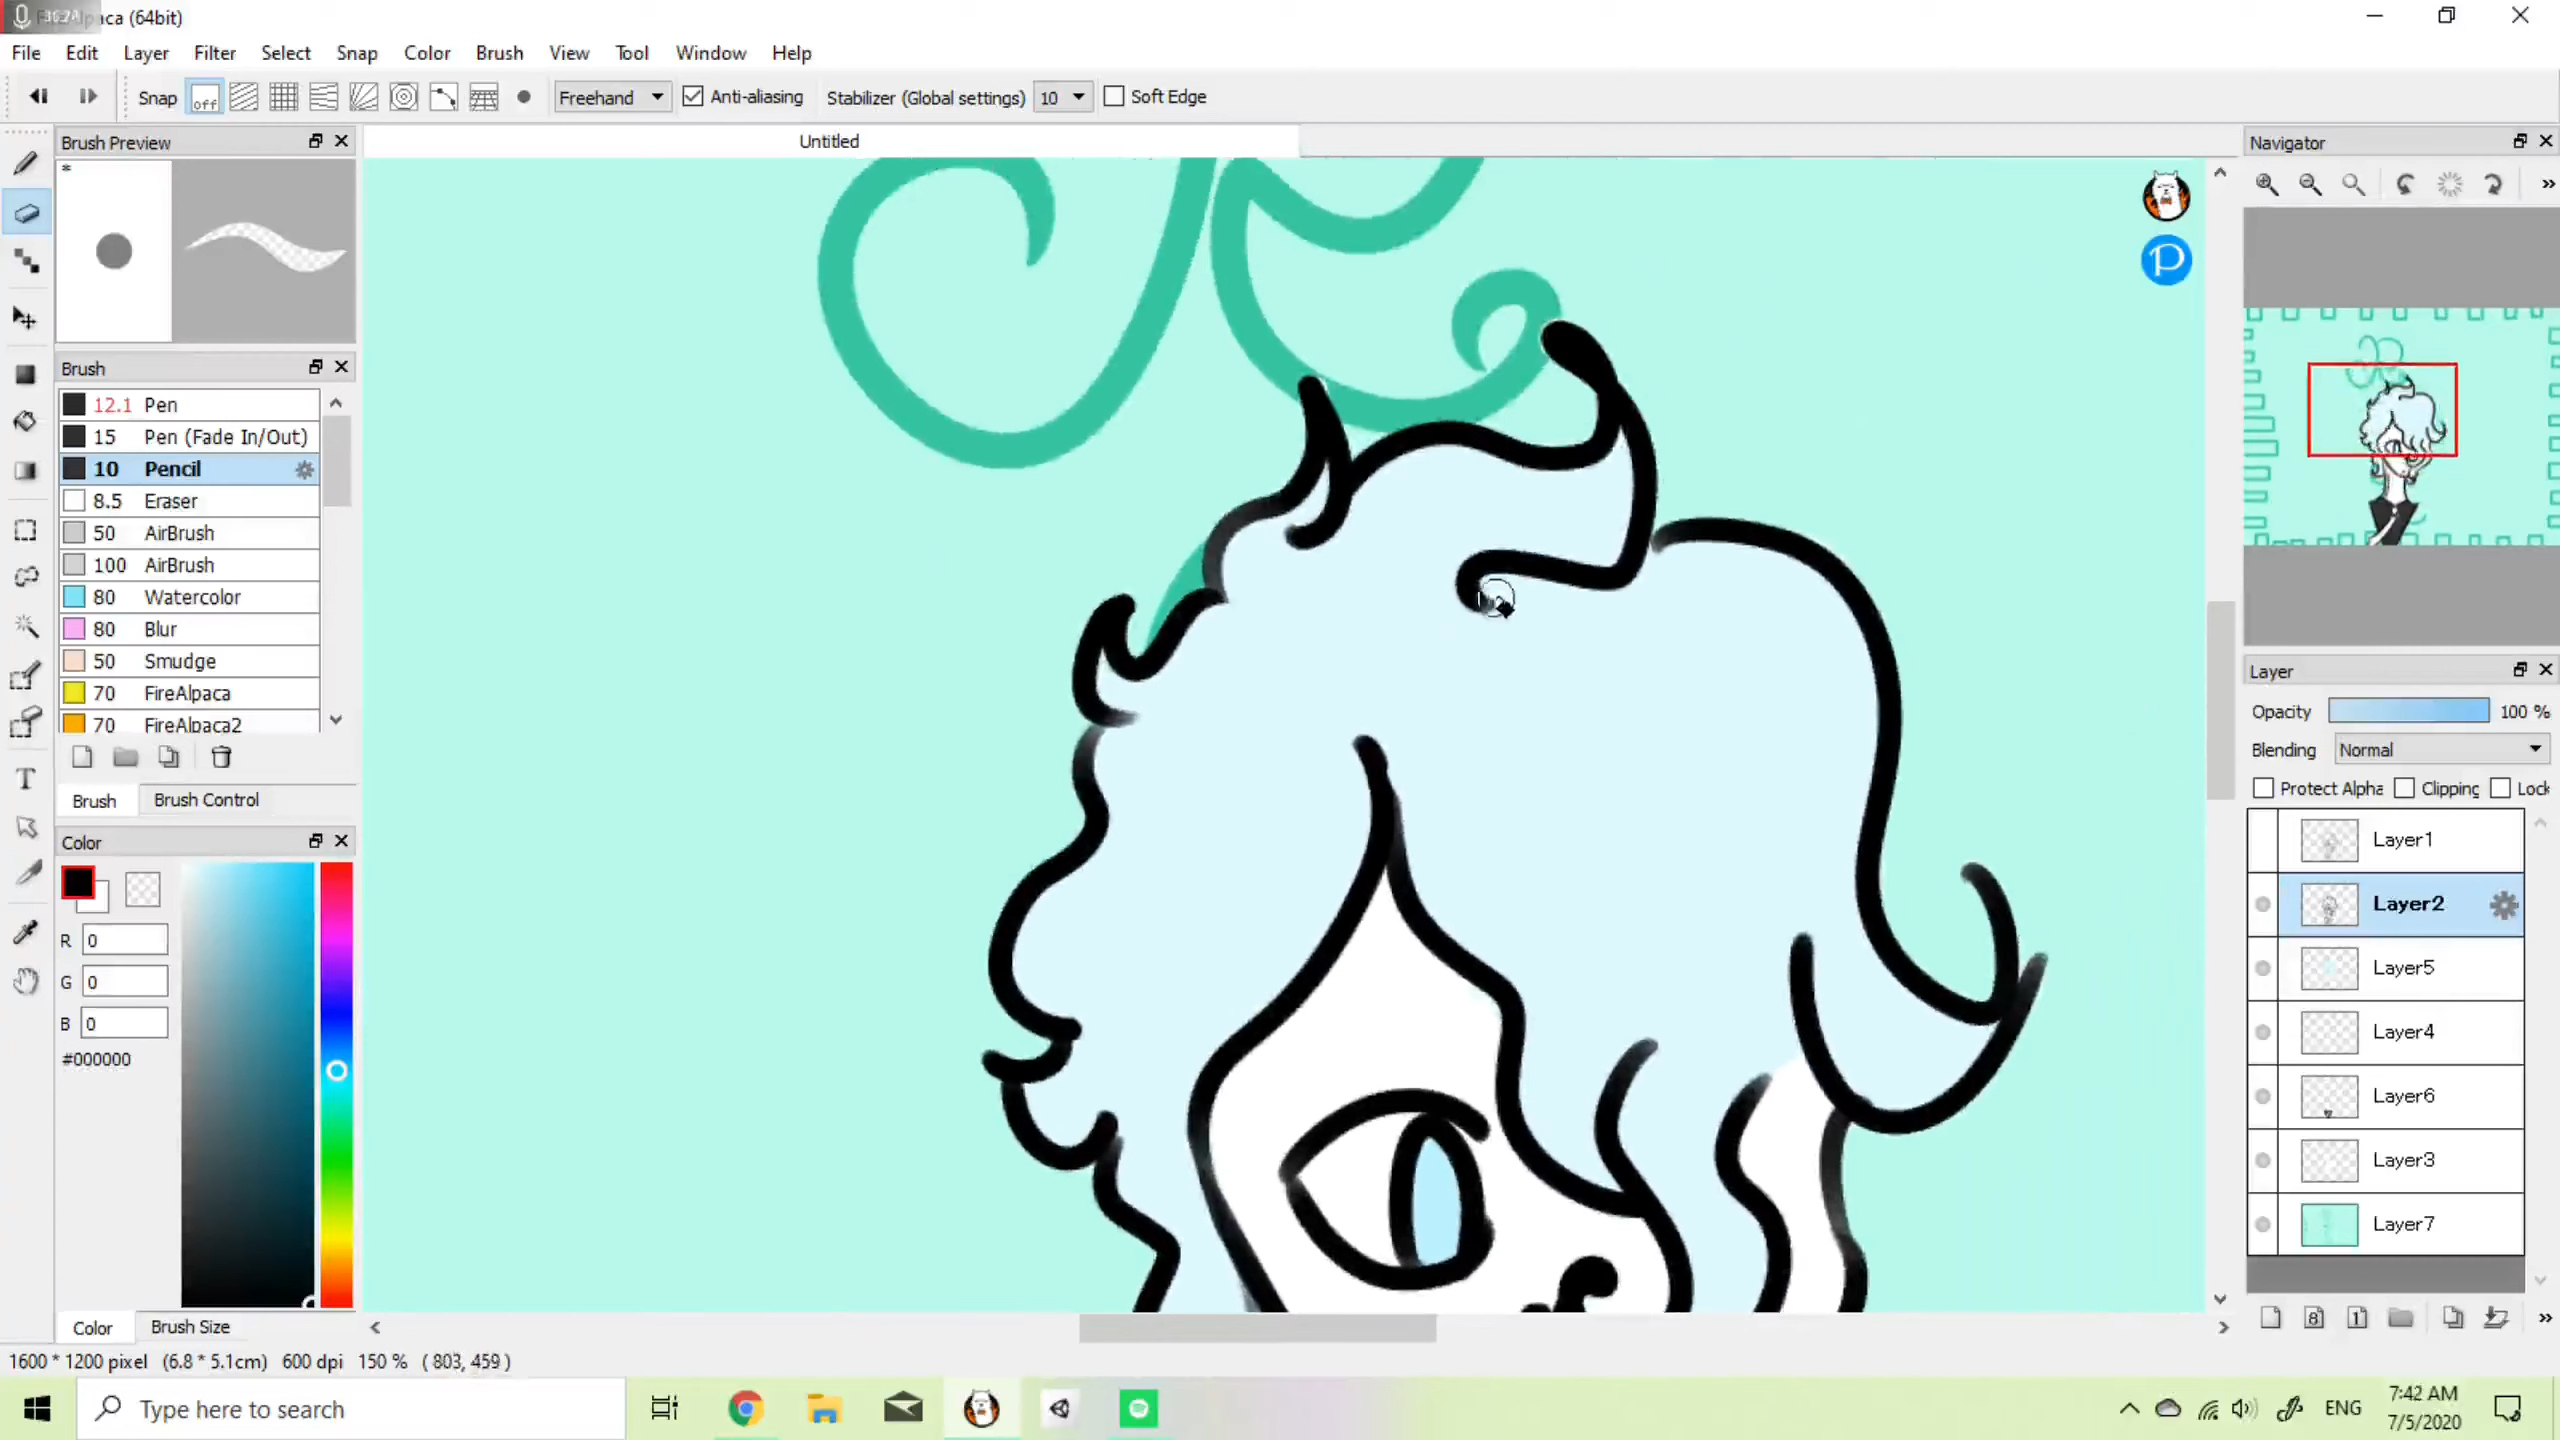 paca (64bit)
File Edit Layer Filter Select Snap Color Brush View Tool Window Help
Snap off Freehand Anti-aliasing Stabilizer (Global settings) 10 Soft Edge
Brush Preview
Untitled
Navigator
*
Brush
12.1 Pen
15 Pen (Fade In/Out)
10 Pencil
8.5 Eraser
50 AirBrush
100 AirBrush
80 Watercolor
80 Blur
50 Smudge
70 FireAlpaca
70 FireAlpaca2
Brush Brush Control
Color
R 0
G 0
B 0
#000000
Color Brush Size
T
P
Layer
Opacity 100 %
Blending Normal
Protect Alpha Clipping Lock
Layer1
Layer2
Layer5
Layer4
Layer6
Layer3
Layer7
8 1
1600 * 1200 pixel (6.8 * 5.1cm) 600 dpi 150 % ( 803, 459 )
Type here to search
ENG
7:42 AM
7/5/2020